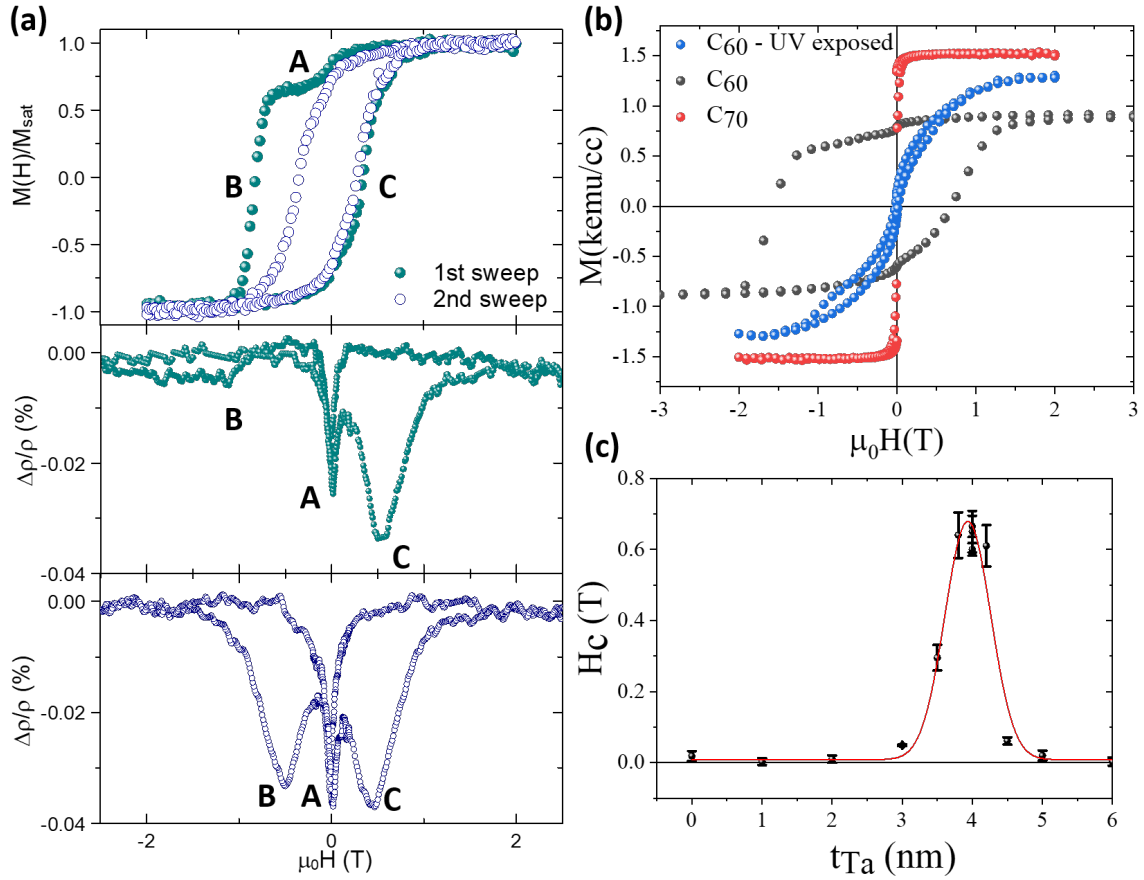 (a)
1.0
0.5
0.0
-0.5
-1.0
M(H)/M_sat
A
B
C
1st sweep
2nd sweep
0.00
-0.02
-0.04
Δρ/ρ (%)
B
A
C
0.00
-0.02
-0.04
Δρ/ρ (%)
B
A
C
-2
0
2
μ₀H (T)
(b)
C₆₀ - UV exposed
C₆₀
C₇₀
1.5
1.0
0.5
0.0
-0.5
-1.0
-1.5
M(kemu/cc)
-3
-2
-1
0
1
2
3
μ₀H(T)
(c)
0.8
0.6
0.4
0.2
0.0
Hc (T)
0
1
2
3
4
5
6
tTa (nm)